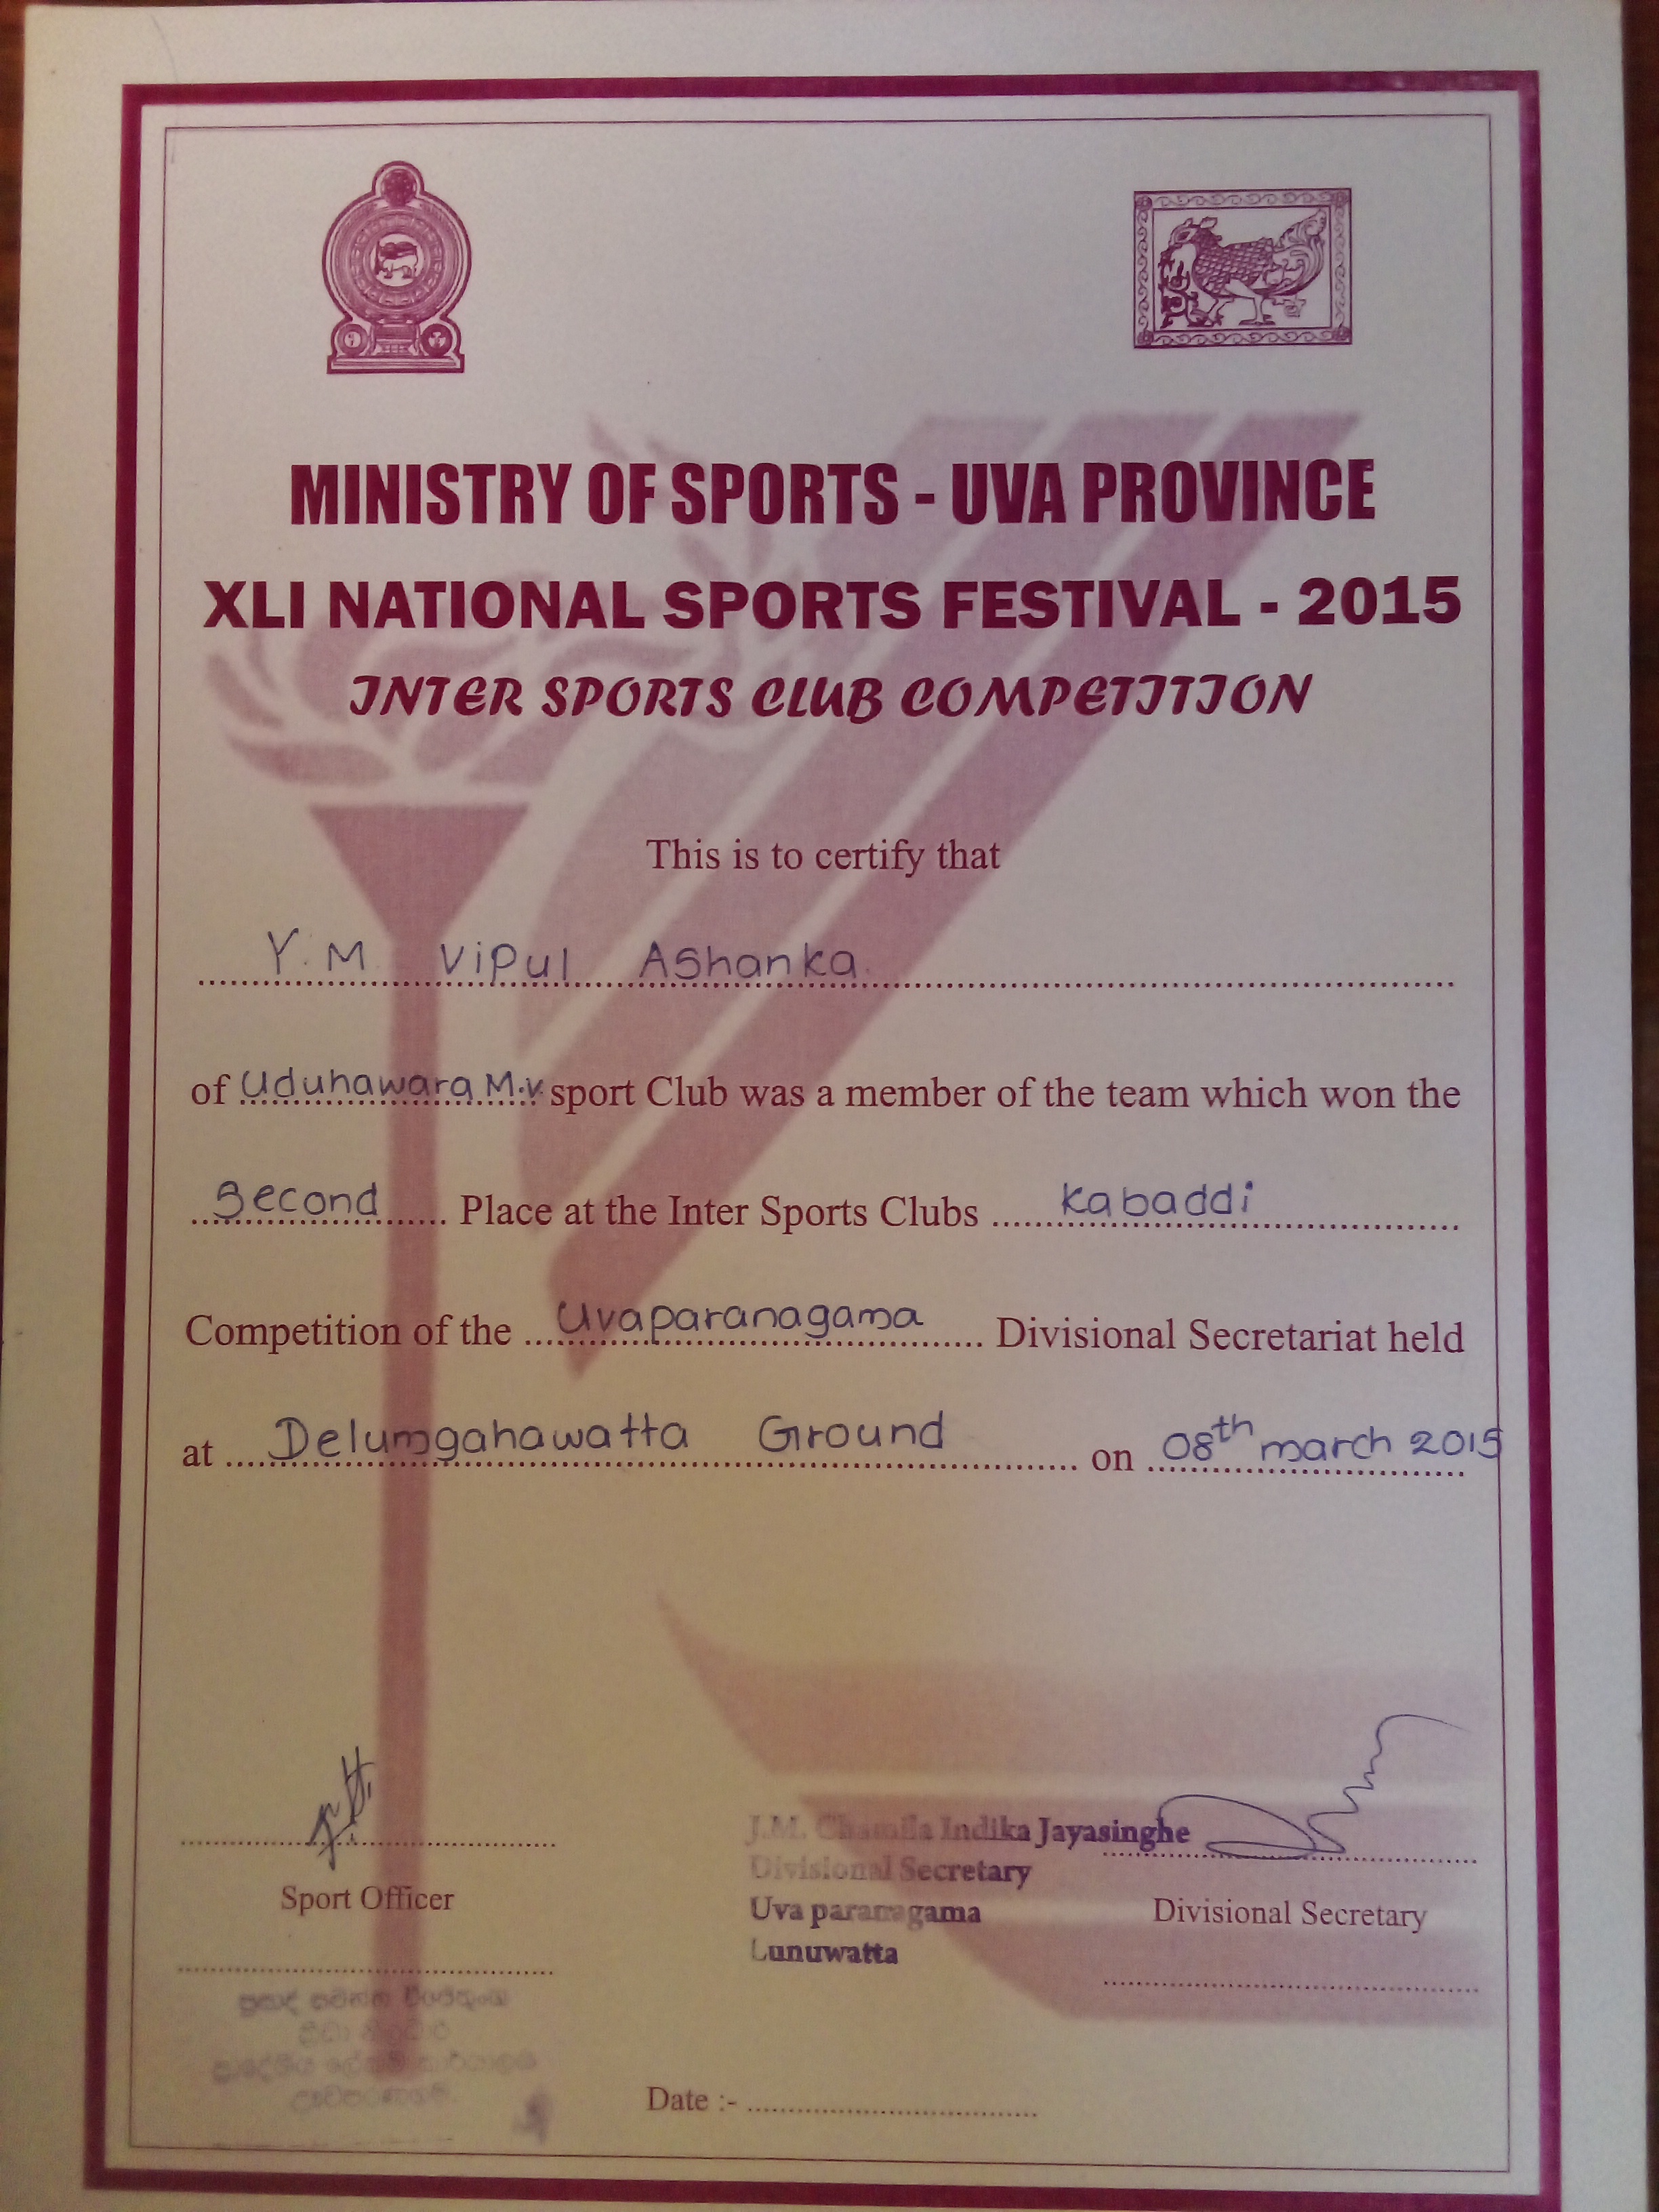 MINISTRY OF SPORTS - UVA PROVINCE
XLI NATIONAL SPORTS FESTIVAL - 2015
INTER SPORTS CLUB COMPETITION
This is to certify that
Y.M. Vipul Ashanka.
of Uduhawara M.V. sport Club was a member of the team which won the
Second Place at the Inter Sports Clubs Kabaddi
Competition of the Uvaparanagama Divisional Secretariat held
at Delumgahawatta Ground on 08th march 2015
J.M. Chamila Indika Jayasinghe
Divisional Secretary
Uva paranagama
Lunuwatta
Sport Officer
Divisional Secretary
Date :-